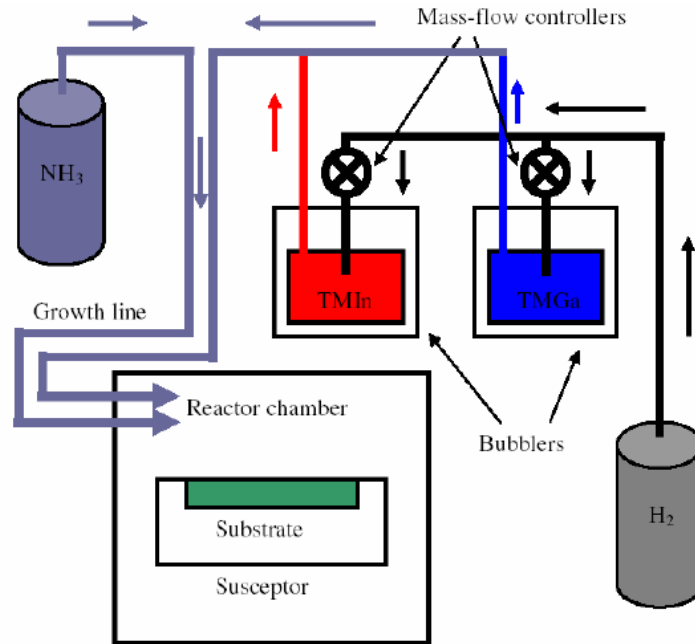 Mass-flow controllers
NH₃
TMIn
TMGa
Growth line
Reactor chamber
Bubblers
H₂
Substrate
Susceptor